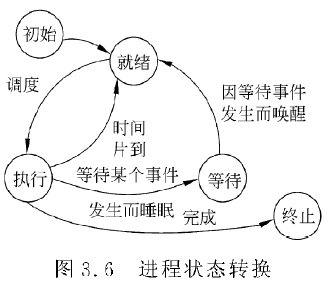 初始
就绪
调度
因等待事件
发生而唤醒
时间
片到
执行
等待某个事件
等待
发生而睡眠
完成
终止
图3.6 进程状态转换